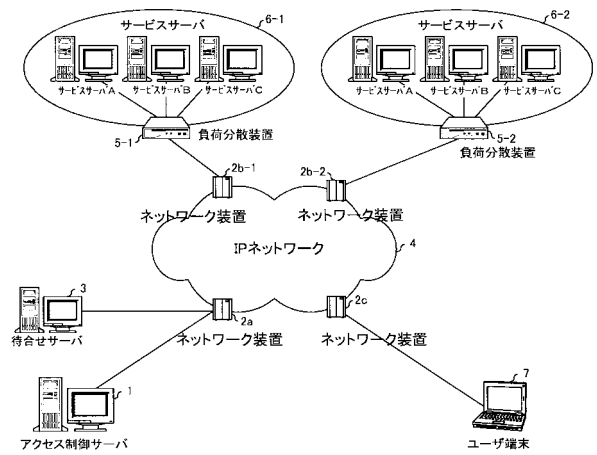 サービスサーバ
6-1
サービスサーバA
サービスサーバB
サービスサーバC
5-1
負荷分散装置
サービスサーバ
6-2
サービスサーバA
サービスサーバB
サービスサーバC
5-2
負荷分散装置
2b-1
ネットワーク装置
2b-2
ネットワーク装置
IPネットワーク
4
3
待合せサーバ
2a
ネットワーク装置
2c
ネットワーク装置
1
アクセス制御サーバ
7
ユーザ端末